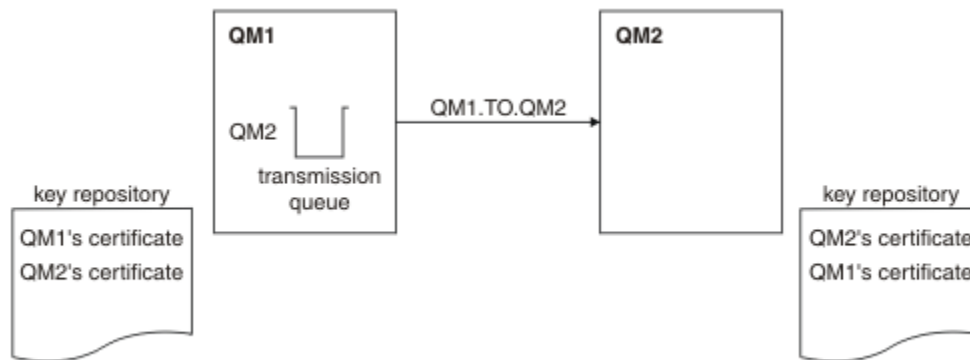 QM1
QM2
QM1.TO.QM2
QM2
transmission
queue
key repository
QM1's certificate
QM2's certificate
key repository
QM2's certificate
QM1's certificate